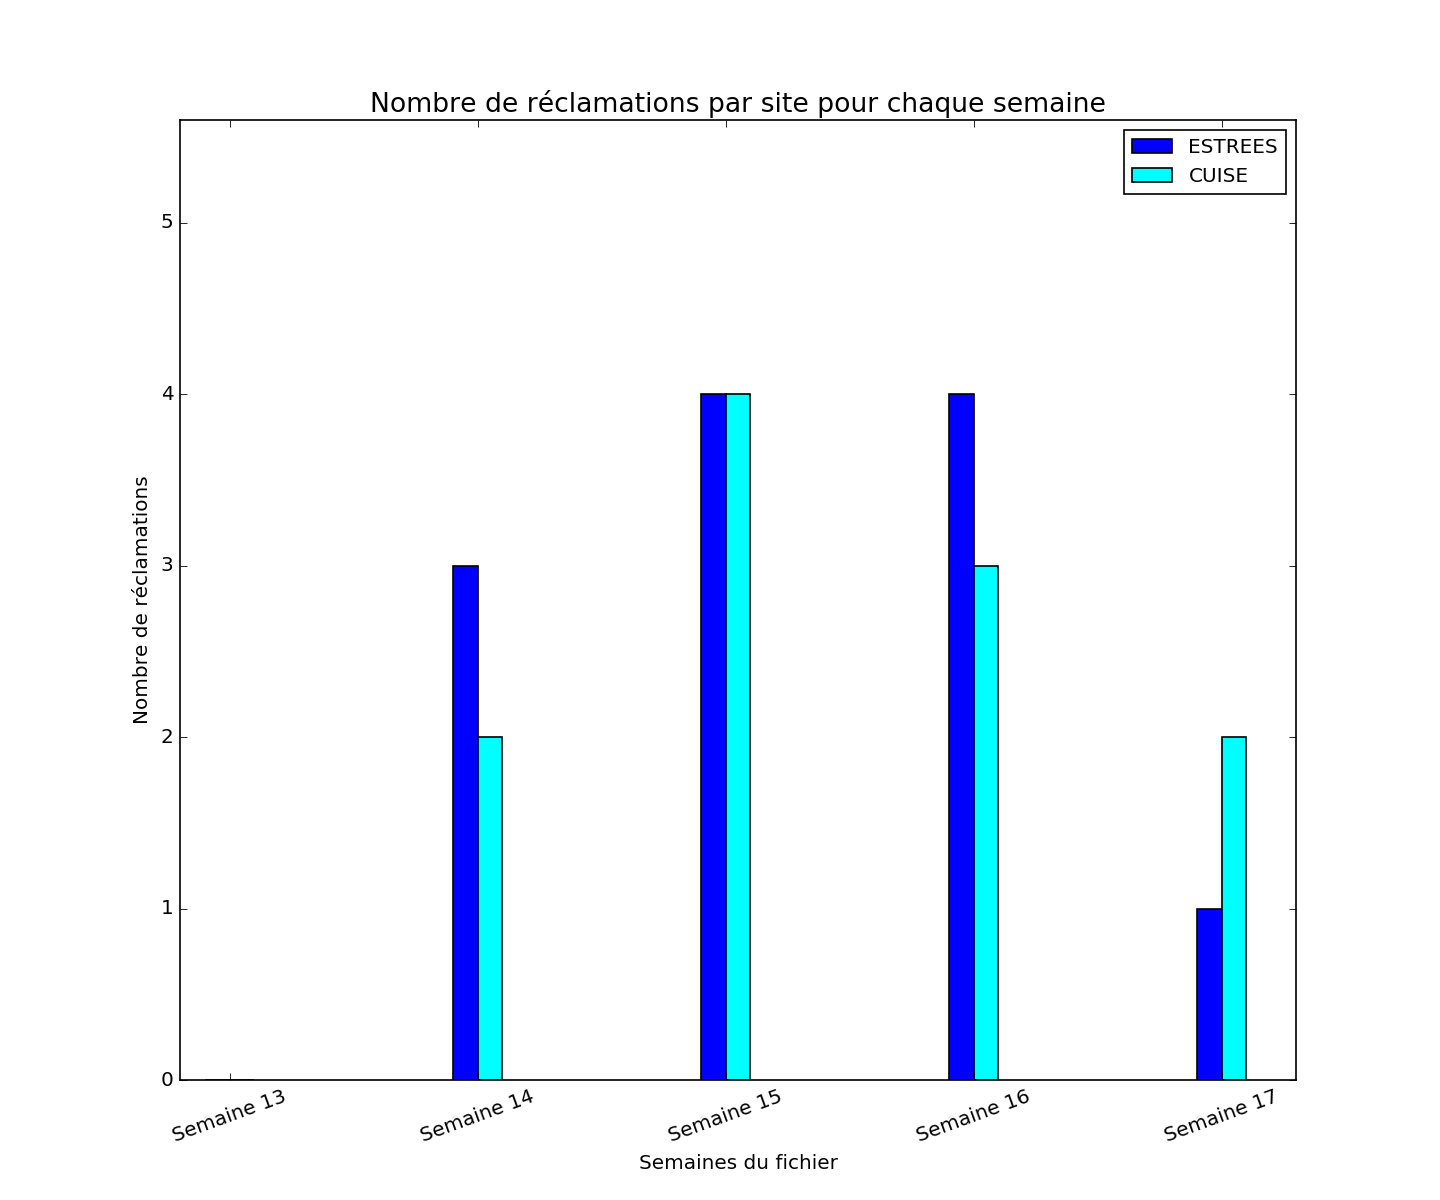 Nombre de réclamations par site pour chaque semaine
ESTREES
CUISE
5
4
3
2
1
0
Nombre de réclamations
Semaine 13
Semaine 14
Semaine 15
Semaine 16
Semaine 17
Semaines du fichier